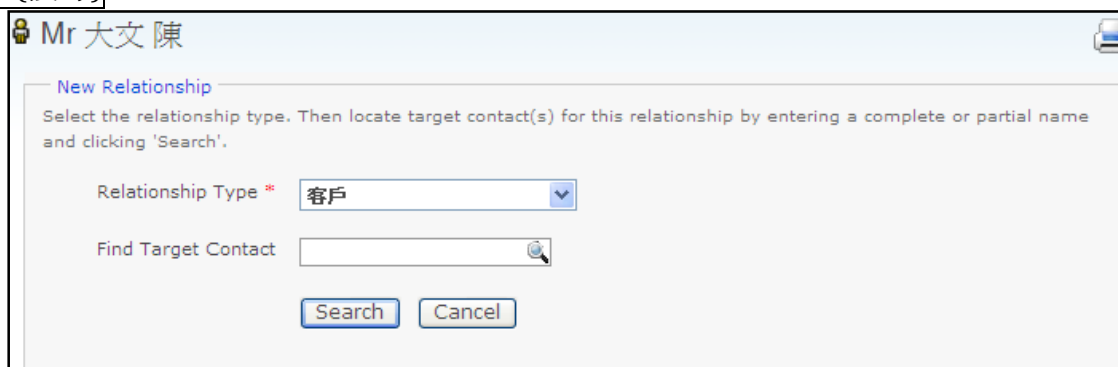 Mr 大文 陳
New Relationship
Select the relationship type. Then locate target contact(s) for this relationship by entering a complete or partial name
and clicking 'Search'.
Relationship Type *
客戶
Find Target Contact
Search Cancel